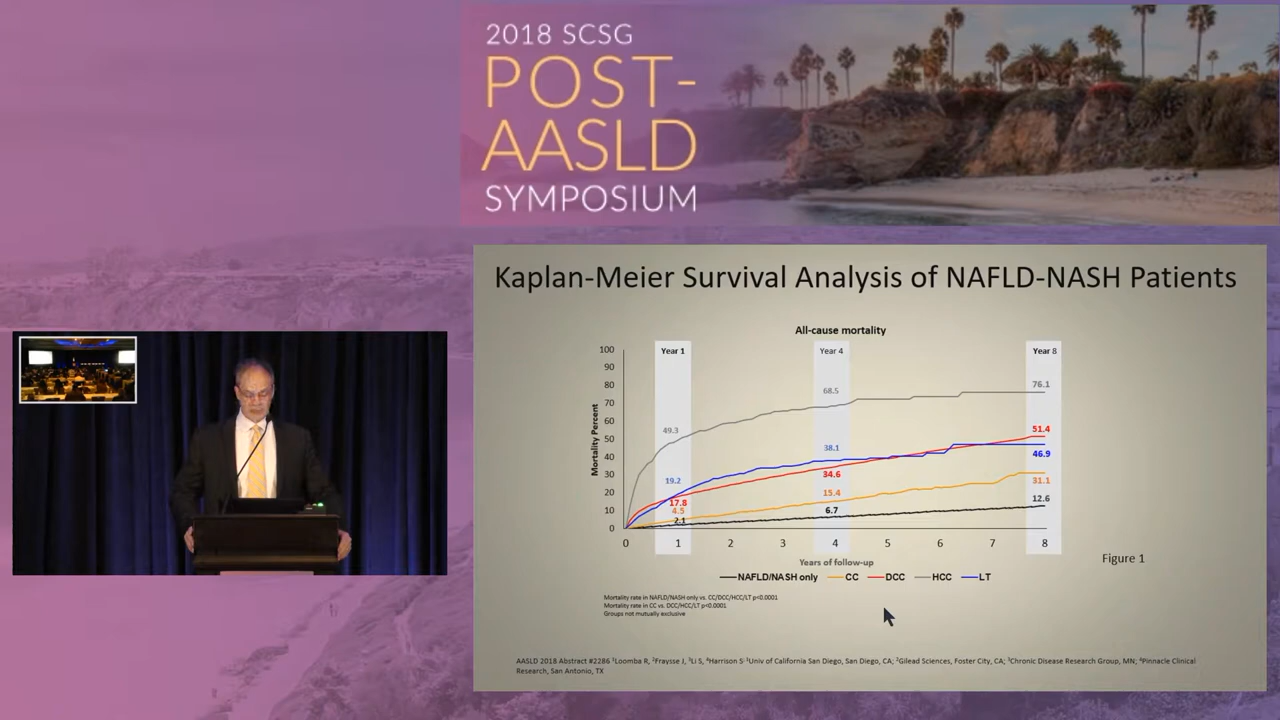 2018 SCSG
POST-
AASLD
SYMPOSIUM
Kaplan-Meier Survival Analysis of NAFLD-NASH Patients
All-cause mortality
Year 1
Year 4
Year 8
100
90
80
70
60
50
40
30
20
10
0
Mortality Percent
49.3
68.5
76.1
19.2
38.1
46.9
17.8
34.6
51.4
4.5
15.4
31.1
2.1
6.7
12.6
0 1 2 3 4 5 6 7 8
Years of follow-up
NAFLD/NASH only CC DCC HCC LT
Figure 1
Mortality rate in NAFLD/NASH only vs. CC/DCC/HCC/LT p<0.0001
Mortality rate in CC vs. DCC/HCC/LT p<0.0001
Groups not mutually exclusive
AASLD 2018 Abstract #2286 ¹Loomba R, ²Fraysse J, ³Li S, ⁴Harrison S ¹Univ of California San Diego, San Diego, CA; ²Gilead Sciences, Foster City, CA; ³Chronic Disease Research Group, MN; ⁴Pinnacle Clinical
Research, San Antonio, TX